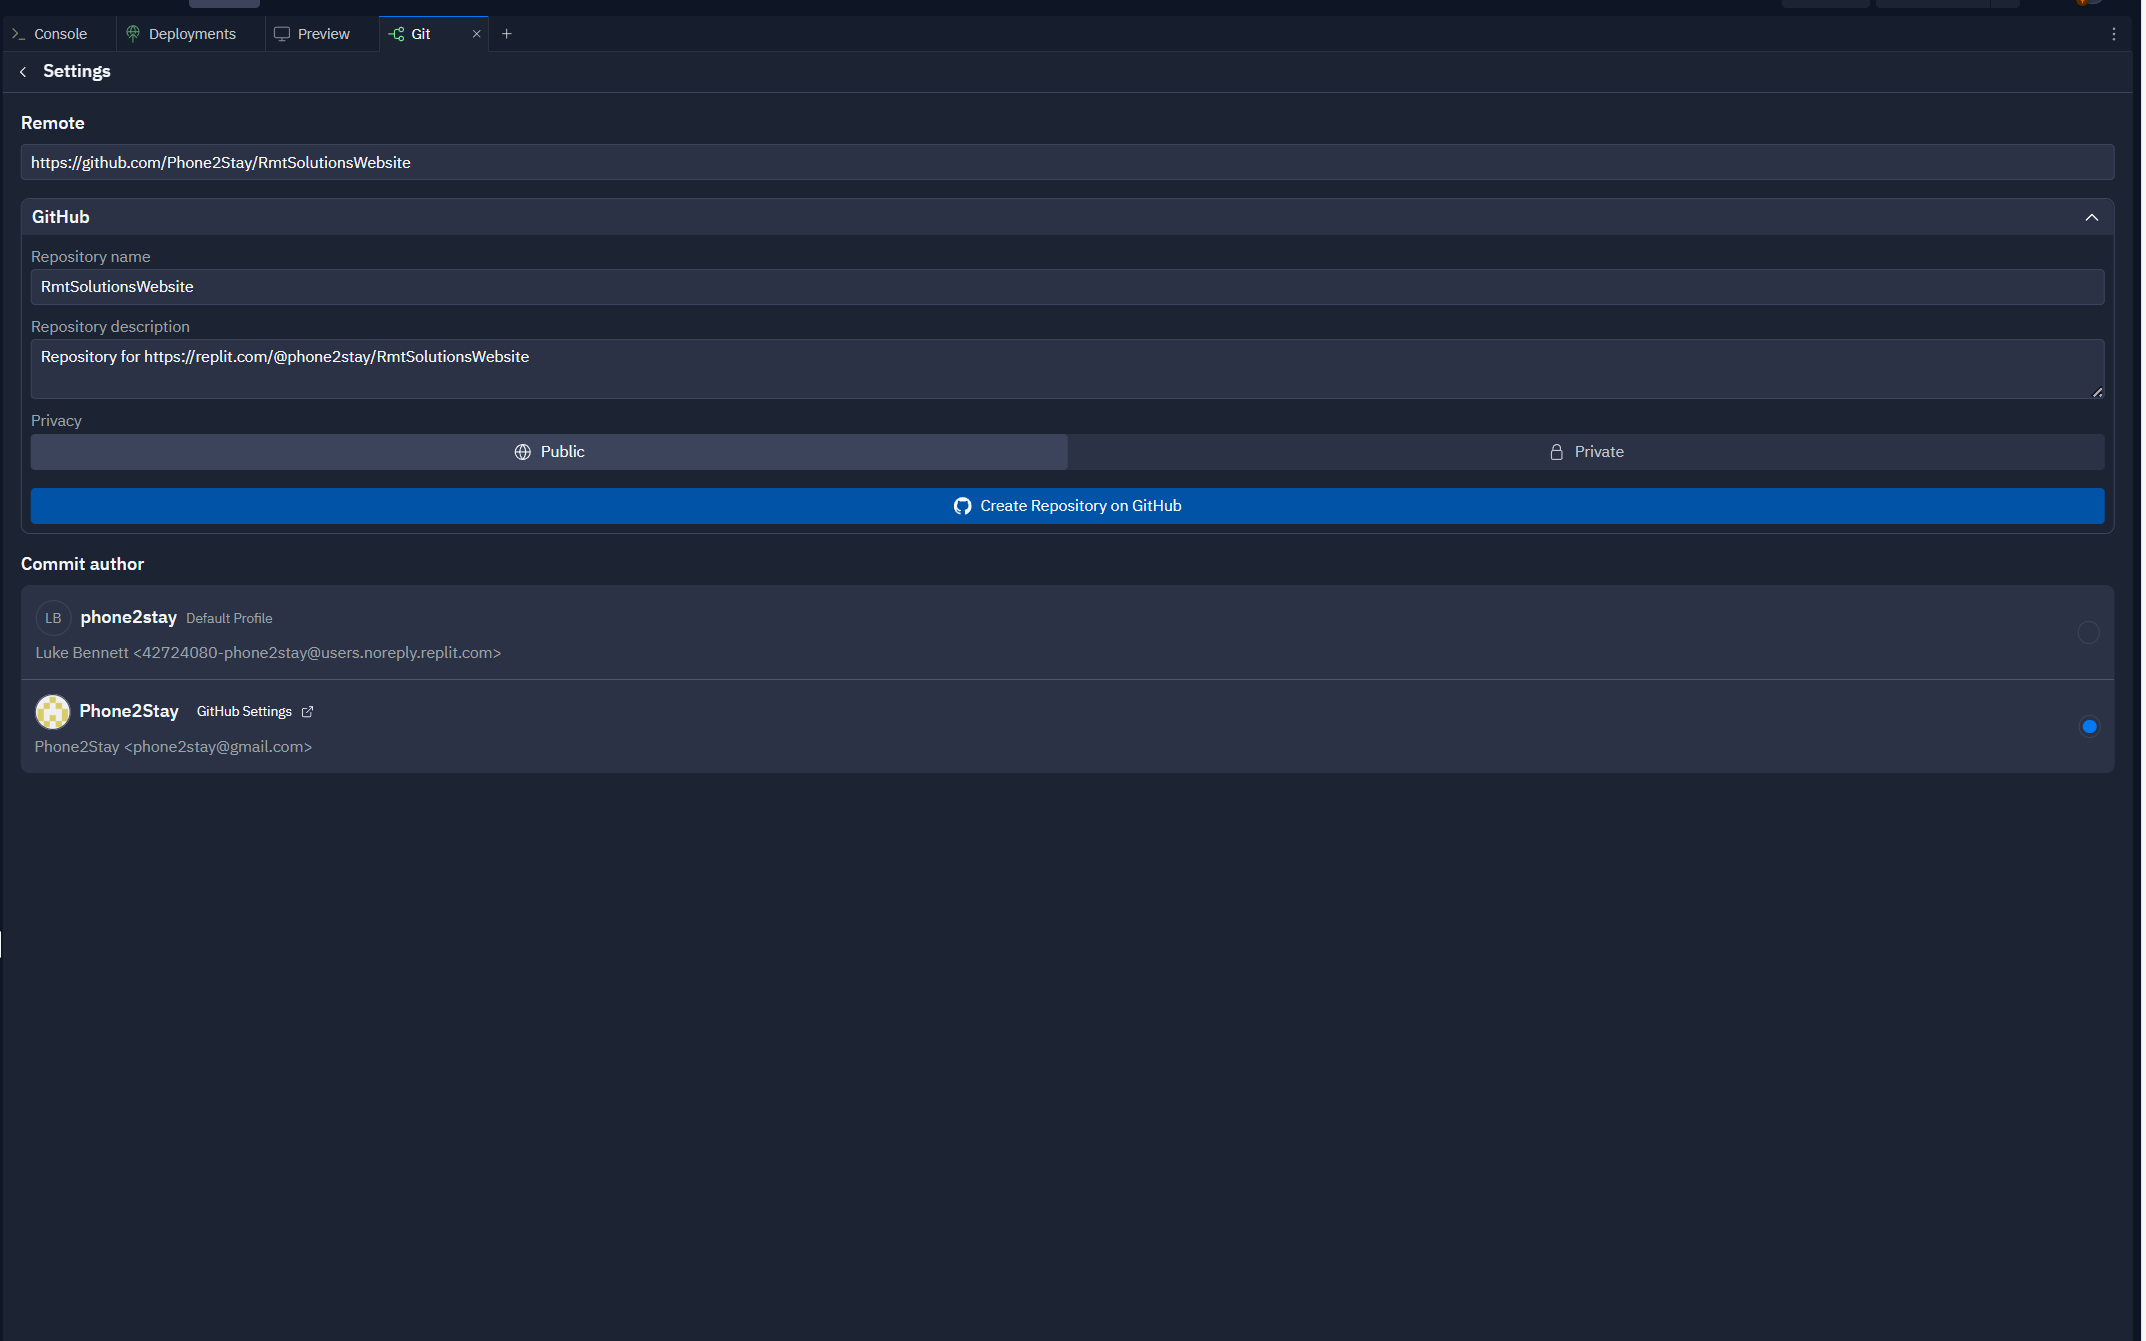 Console
Deployments
Preview
Git
Settings
Remote
https://github.com/Phone2Stay/RmtSolutionsWebsite
GitHub
Repository name
RmtSolutionsWebsite
Repository description
Repository for https://replit.com/@phone2stay/RmtSolutionsWebsite
Privacy
Public
Private
Create Repository on GitHub
Commit author
LB phone2stay Default Profile
Luke Bennett <42724080-phone2stay@users.noreply.replit.com>
Phone2Stay GitHub Settings
Phone2Stay <phone2stay@gmail.com>